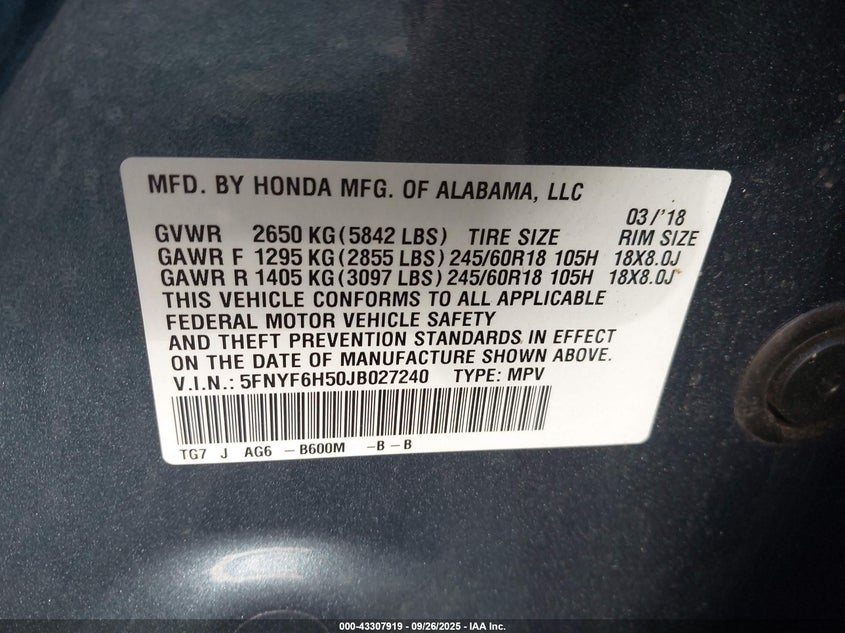 MFD. BY HONDA MFG. OF ALABAMA, LLC
03/'18
GVWR 2650 KG(5842 LBS) TIRE SIZE RIM SIZE
GAWR F 1295 KG(2855 LBS) 245/60R18 105H 18X8.0J
GAWR R 1405 KG(3097 LBS) 245/60R18 105H 18X8.0J
THIS VEHICLE CONFORMS TO ALL APPLICABLE
FEDERAL MOTOR VEHICLE SAFETY
AND THEFT PREVENTION STANDARDS IN EFFECT
ON THE DATE OF MANUFACTURE SHOWN ABOVE.
V.I.N.: 5FNYF6H50JB027240 TYPE: MPV
TG7 J AG6 -B600M -B-B
000-43307919 - 09/26/2025 - IAA Inc.